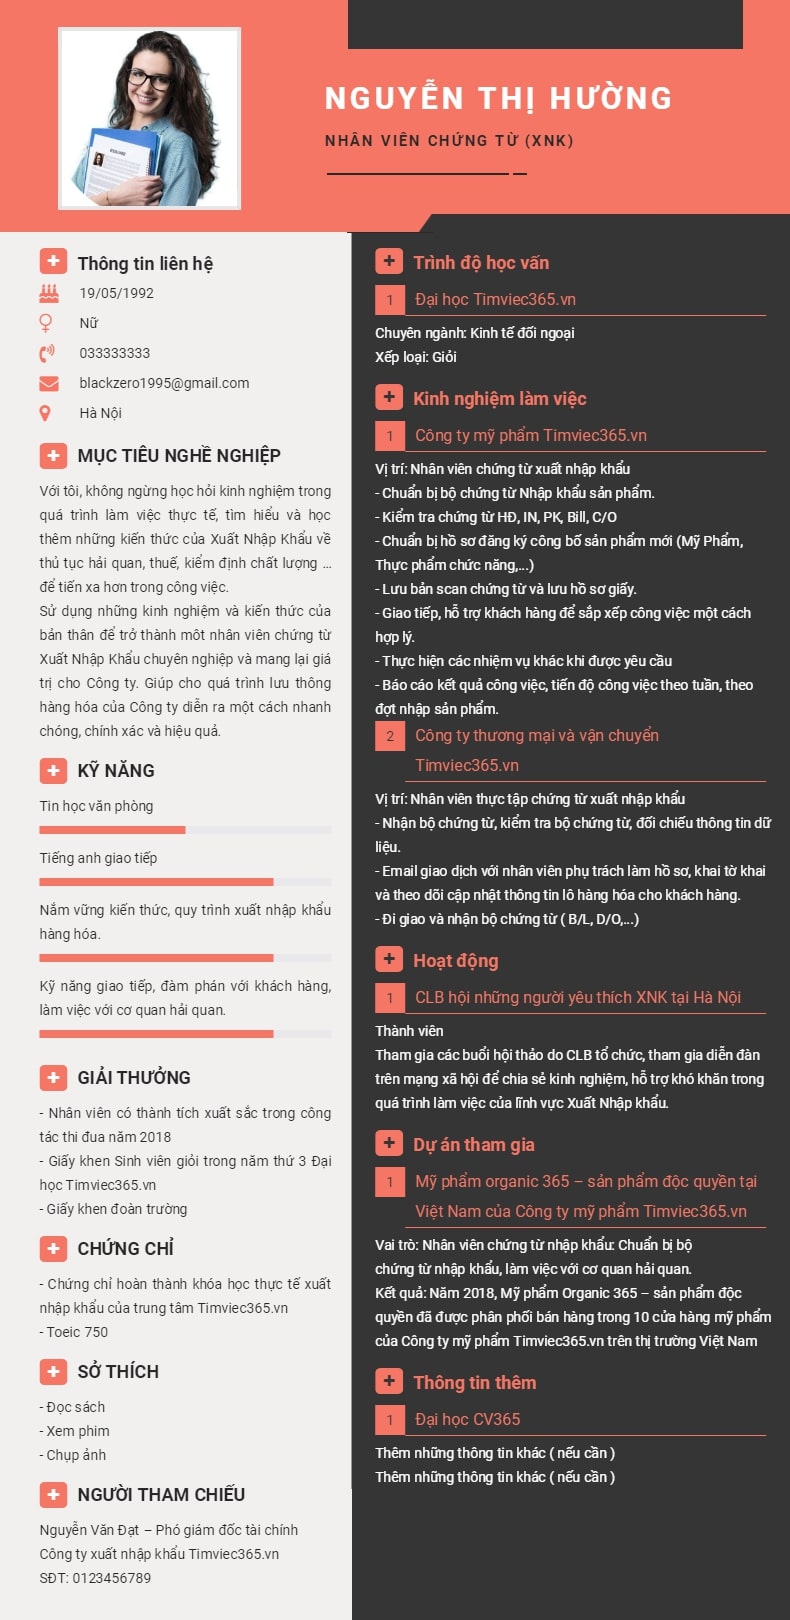 NGUYỄN THỊ HƯỜNG
NHÂN VIÊN CHỨNG TỪ (XNK)
Thông tin liên hệ
19/05/1992
Nữ
033333333
blackzero1995@gmail.com
Hà Nội
MỤC TIÊU NGHỀ NGHIỆP
Với tôi, không ngừng học hỏi kinh nghiệm trong
quá trình làm việc thực tế, tìm hiểu và học
thêm những kiến thức của Xuất Nhập Khẩu về
thủ tục hải quan, thuế, kiểm định chất lượng ...
để tiến xa hơn trong công việc.
Sử dụng những kinh nghiệm và kiến thức của
bản thân để trở thành một nhân viên chứng từ
Xuất Nhập Khẩu chuyên nghiệp và mang lại giá
trị cho Công ty. Giúp cho quá trình lưu thông
hàng hóa của Công ty diễn ra một cách nhanh
chóng, chính xác và hiệu quả.
KỸ NĂNG
Tin học văn phòng
Tiếng anh giao tiếp
Nắm vững kiến thức, quy trình xuất nhập khẩu
hàng hóa.
Kỹ năng giao tiếp, đàm phán với khách hàng,
làm việc với cơ quan hải quan.
GIẢI THƯỞNG
- Nhân viên có thành tích xuất sắc trong công
tác thi đua năm 2018
- Giấy khen Sinh viên giỏi trong năm thứ 3 Đại
học Timviec365.vn
- Giấy khen đoàn trường
CHỨNG CHỈ
- Chứng chỉ hoàn thành khóa học thực tế xuất
nhập khẩu của trung tâm Timviec365.vn
- Toeic 750
SỞ THÍCH
- Đọc sách
- Xem phim
- Chụp ảnh
NGƯỜI THAM CHIẾU
Nguyễn Văn Đạt – Phó giám đốc tài chính
Công ty xuất nhập khẩu Timviec365.vn
SĐT: 0123456789
Trình độ học vấn
1 Đại học Timviec365.vn
Chuyên ngành: Kinh tế đối ngoại
Xếp loại: Giỏi
Kinh nghiệm làm việc
1 Công ty mỹ phẩm Timviec365.vn
Vị trí: Nhân viên chứng từ xuất nhập khẩu
- Chuẩn bị bộ chứng từ Nhập khẩu sản phẩm.
- Kiểm tra chứng từ HĐ, IN, PK, Bill, C/O
- Chuẩn bị hồ sơ đăng ký công bố sản phẩm mới (Mỹ Phẩm,
Thực phẩm chức năng,...)
- Lưu bản scan chứng từ và lưu hồ sơ giấy.
- Giao tiếp, hỗ trợ khách hàng để sắp xếp công việc một cách
hợp lý.
- Thực hiện các nhiệm vụ khác khi được yêu cầu
- Báo cáo kết quả công việc, tiến độ công việc theo tuần, theo
đợt nhập sản phẩm.
2 Công ty thương mại và vận chuyển
Timviec365.vn
Vị trí: Nhân viên thực tập chứng từ xuất nhập khẩu
- Nhận bộ chứng từ, kiểm tra bộ chứng từ, đối chiếu thông tin dữ
liệu.
- Email giao dịch với nhân viên phụ trách làm hồ sơ, khai tờ khai
và theo dõi cập nhật thông tin lô hàng hóa cho khách hàng.
- Đi giao và nhận bộ chứng từ ( B/L, D/O,...)
Hoạt động
1 CLB hội những người yêu thích XNK tại Hà Nội
Thành viên
Tham gia các buổi hội thảo do CLB tổ chức, tham gia diễn đàn
trên mạng xã hội để chia sẻ kinh nghiệm, hỗ trợ khó khăn trong
quá trình làm việc của lĩnh vực Xuất Nhập khẩu.
Dự án tham gia
1 Mỹ phẩm organic 365 – sản phẩm độc quyền tại
Việt Nam của Công ty mỹ phẩm Timviec365.vn
Vai trò: Nhân viên chứng từ nhập khẩu: Chuẩn bị bộ
chứng từ nhập khẩu, làm việc với cơ quan hải quan.
Kết quả: Năm 2018, Mỹ phẩm Organic 365 – sản phẩm độc
quyền đã được phân phối bán hàng trong 10 cửa hàng mỹ phẩm
của Công ty mỹ phẩm Timviec365.vn trên thị trường Việt Nam
Thông tin thêm
1 Đại học CV365
Thêm những thông tin khác ( nếu cần )
Thêm những thông tin khác ( nếu cần )